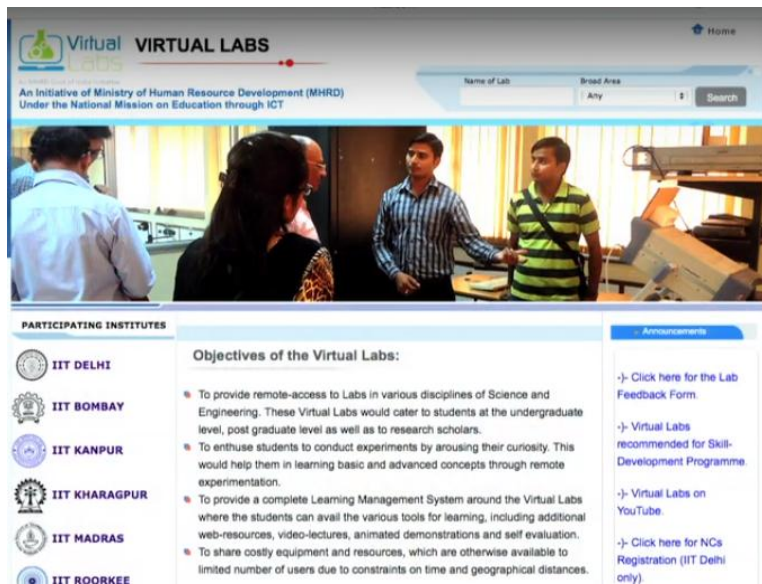 Home
Virtual Labs
VIRTUAL LABS
An Initiative of Ministry of Human Resource Development (MHRD)
Under the National Mission on Education through ICT
Name of Lab
Broad Area
Any
Search
PARTICIPATING INSTITUTES
IIT DELHI
IIT BOMBAY
IIT KANPUR
IIT KHARAGPUR
IIT MADRAS
IIT ROORKEE
Objectives of the Virtual Labs:
To provide remote-access to Labs in various disciplines of Science and
Engineering. These Virtual Labs would cater to students at the undergraduate
level, post graduate level as well as to research scholars.
To enthuse students to conduct experiments by arousing their curiosity. This
would help them in learning basic and advanced concepts through remote
experimentation.
To provide a complete Learning Management System around the Virtual Labs
where the students can avail the various tools for learning, including additional
web-resources, video-lectures, animated demonstrations and self evaluation.
To share costly equipment and resources, which are otherwise available to
limited number of users due to constraints on time and geographical distances.
Announcements
-)- Click here for the Lab
Feedback Form.
-)- Virtual Labs
recommended for Skill-
Development Programme.
-)- Virtual Labs on
YouTube.
-)- Click here for NCs
Registration (IIT Delhi
only).